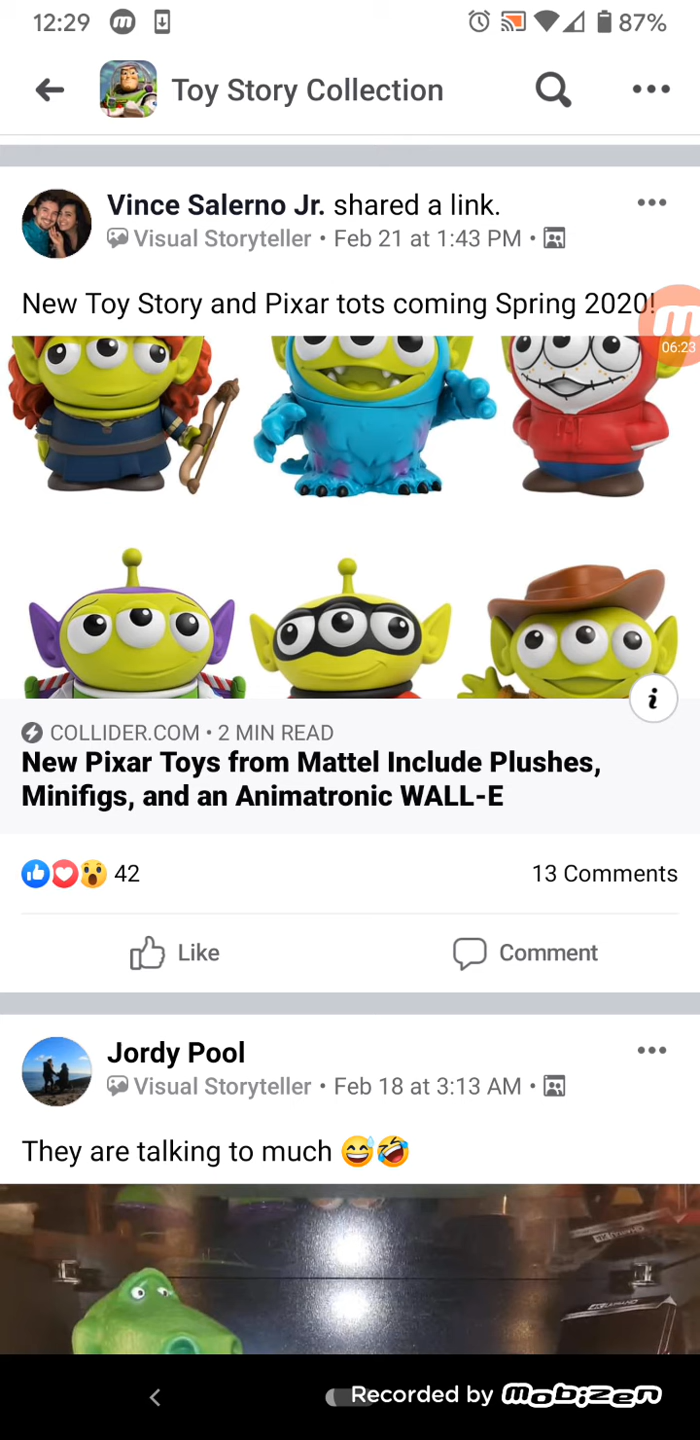 12:29
87%
Toy Story Collection
Vince Salerno Jr. shared a link.
Visual Storyteller • Feb 21 at 1:43 PM •
New Toy Story and Pixar tots coming Spring 2020!
06:23
COLLIDER.COM • 2 MIN READ
New Pixar Toys from Mattel Include Plushes,
Minifigs, and an Animatronic WALL-E
42
13 Comments
Like
Comment
Jordy Pool
Visual Storyteller • Feb 18 at 3:13 AM •
They are talking to much 😅🤣
Recorded by Mobizen